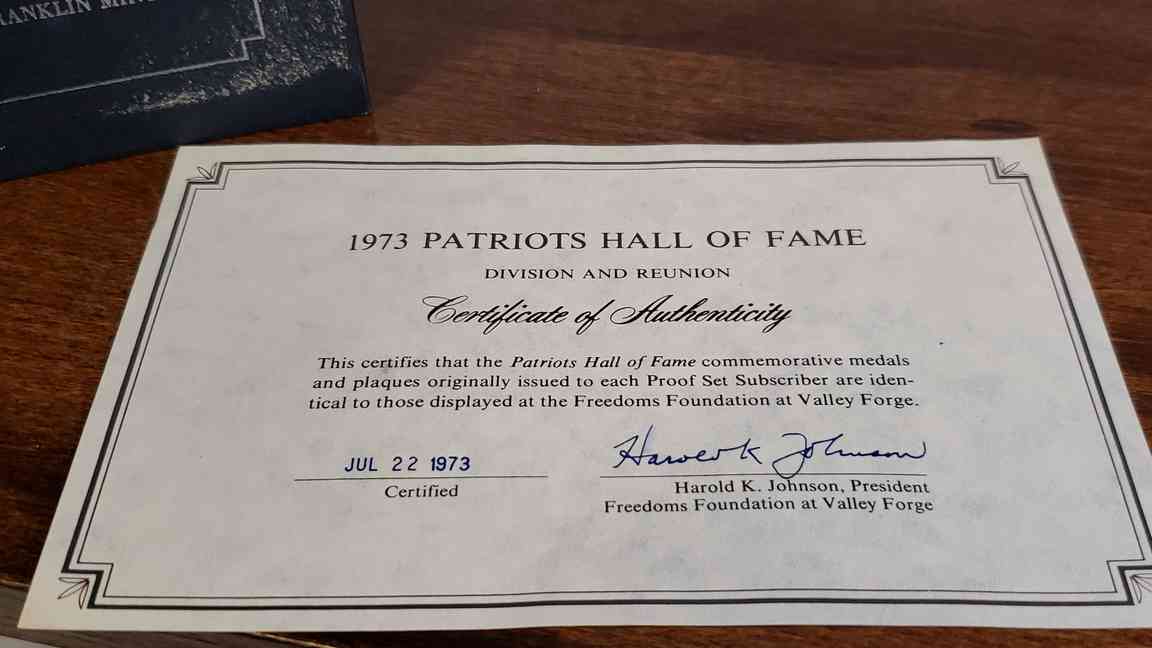 FRANKLIN MINT
1973 PATRIOTS HALL OF FAME
DIVISION AND REUNION
Certificate of Authenticity
This certifies that the Patriots Hall of Fame commemorative medals
and plaques originally issued to each Proof Set Subscriber are iden-
tical to those displayed at the Freedoms Foundation at Valley Forge.
JUL 22 1973
Certified
Harold K Johnson
Harold K. Johnson, President
Freedoms Foundation at Valley Forge